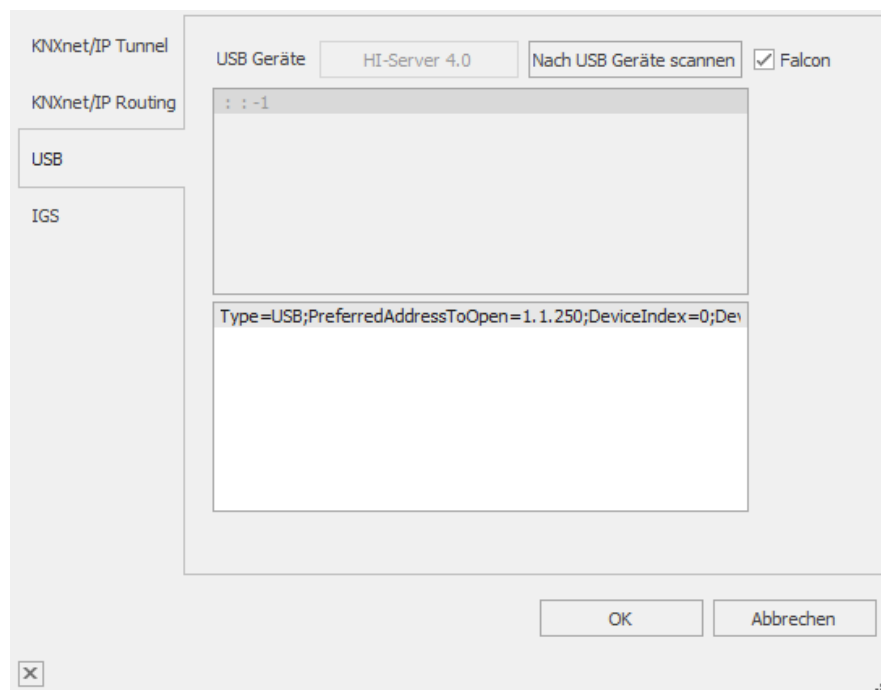 KNXnet/IP Tunnel
KNXnet/IP Routing
USB
IGS
USB Geräte
HI-Server 4.0
Nach USB Geräte scannen
Falcon
: : -1
Type=USB;PreferredAddressToOpen=1.1.250;DeviceIndex=0;De
OK
Abbrechen